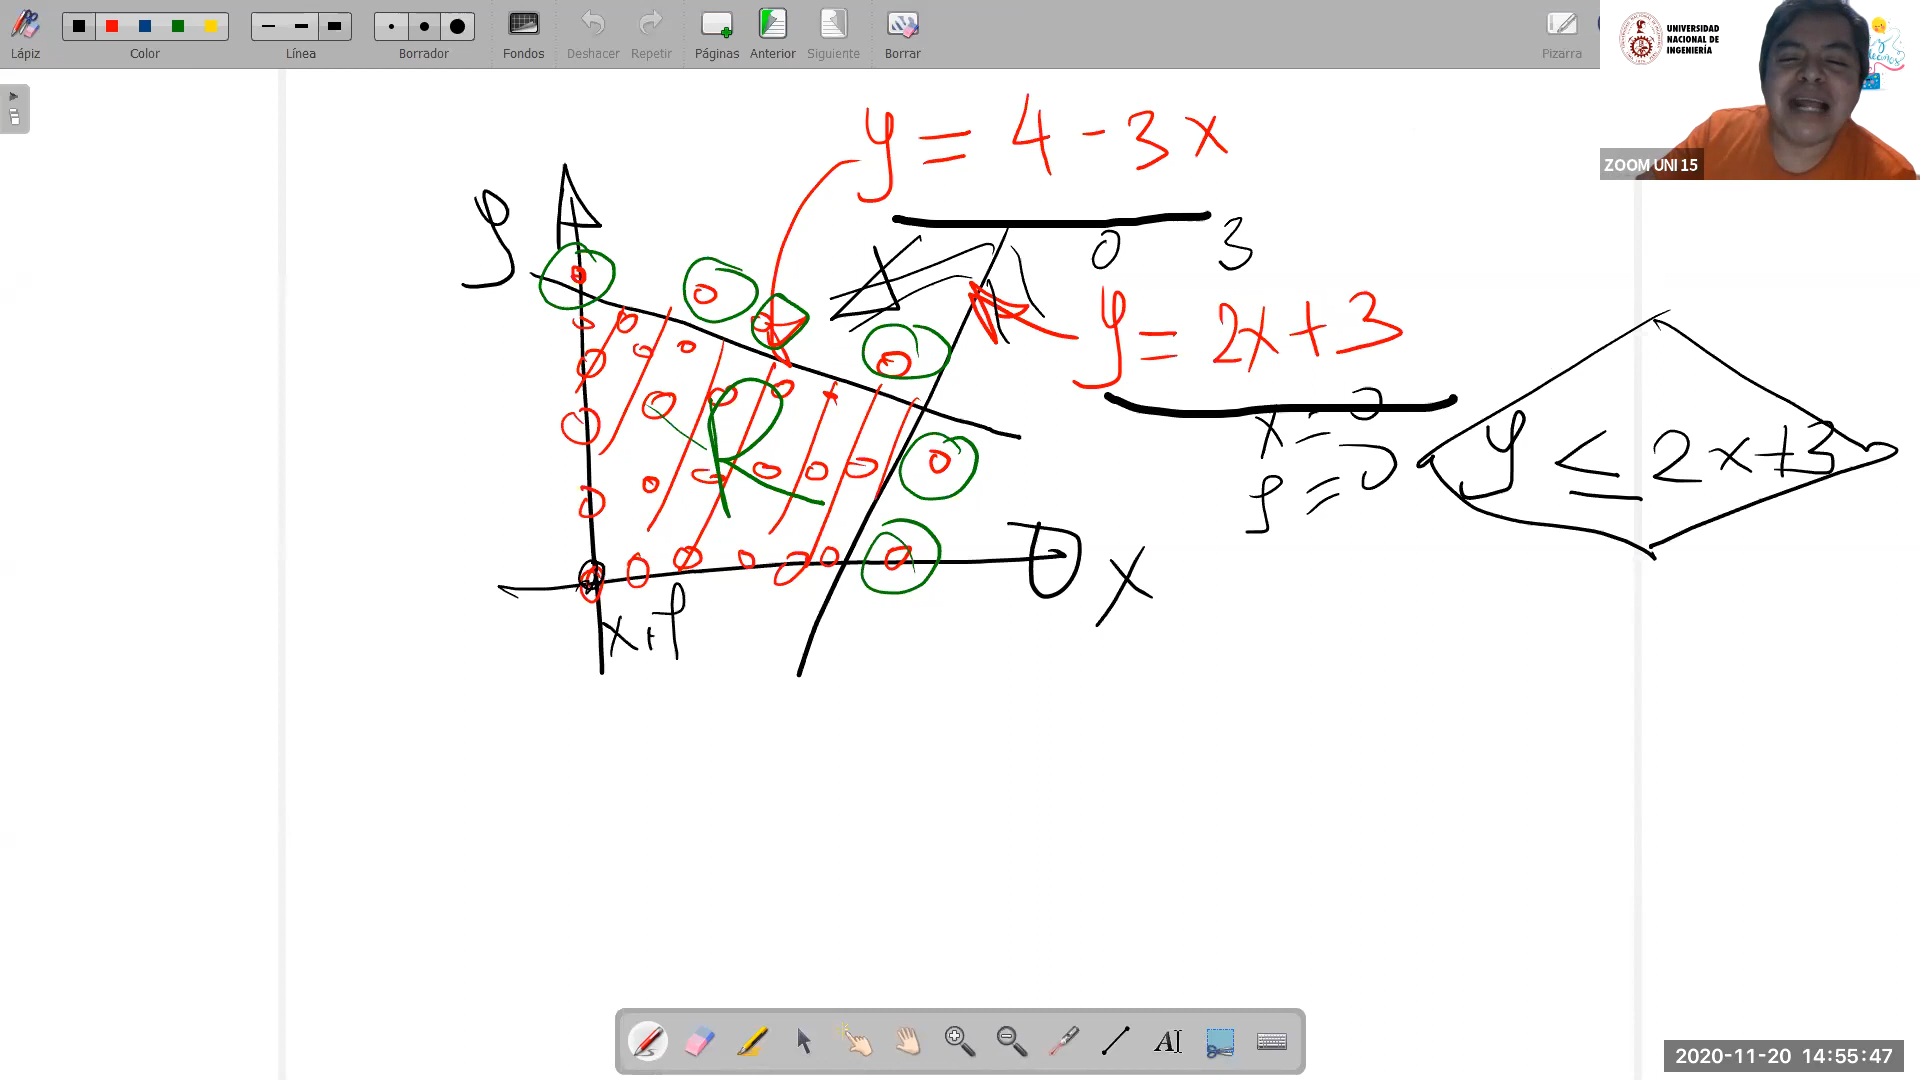 Lápiz
Color
Línea
Borrador
Fondos
Deshacer
Repetir
Páginas
Anterior
Siguiente
Borrar
Pizarra
UNIVERSIDAD
NACIONAL DE
INGENIERÍA
ZOOM UNI 15
y = 4 - 3x
0 3
y
y = 2x+3
x = 0
y = 0
y ≤ 2x+3
R
x
x+y
AI
2020-11-20 14:55:47